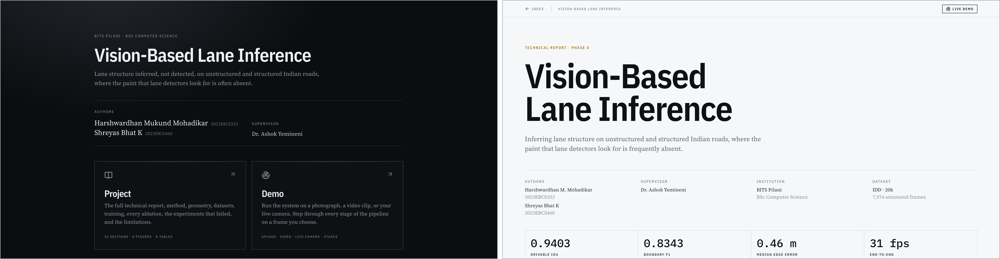 BITS PILANI · BSC COMPUTER SCIENCE
Vision-Based Lane Inference
Lane structure inferred, not detected, on unstructured and structured Indian roads,
where the paint that lane detectors look for is often absent.
AUTHORS
Harshwardhan Mukund Mohadikar 2023EBCS353
Shreyas Bhat K 2023EBCS460
SUPERVISOR
Dr. Ashok Yemineni
Project
The full technical report, method, geometry, datasets,
training, every ablation, the experiments that failed,
and the limitations.
14 SECTIONS · 8 FIGURES · 8 TABLES
Demo
Run the system on a photograph, a video clip, or your
live camera. Step through every stage of the pipeline
on a frame you choose.
UPLOAD · VIDEO · LIVE CAMERA · STAGES
INDEX
VISION-BASED LANE INFERENCE
LIVE DEMO
TECHNICAL REPORT · PHASE 4
Vision-Based
Lane Inference
Inferring lane structure on unstructured and structured Indian roads, where the
paint that lane detectors look for is frequently absent.
AUTHORS
Harshwardhan M. Mohadikar
2023EBCS353
Shreyas Bhat K
2023EBCS460
SUPERVISOR
Dr. Ashok Yemineni
INSTITUTION
BITS Pilani
BSc Computer Science
DATASET
IDD · 20k
7,974 annotated frames
0.9403
DRIVABLE IOU
0.8343
BOUNDARY F1
0.46 m
MEDIAN EDGE ERROR
31 fps
END-TO-END